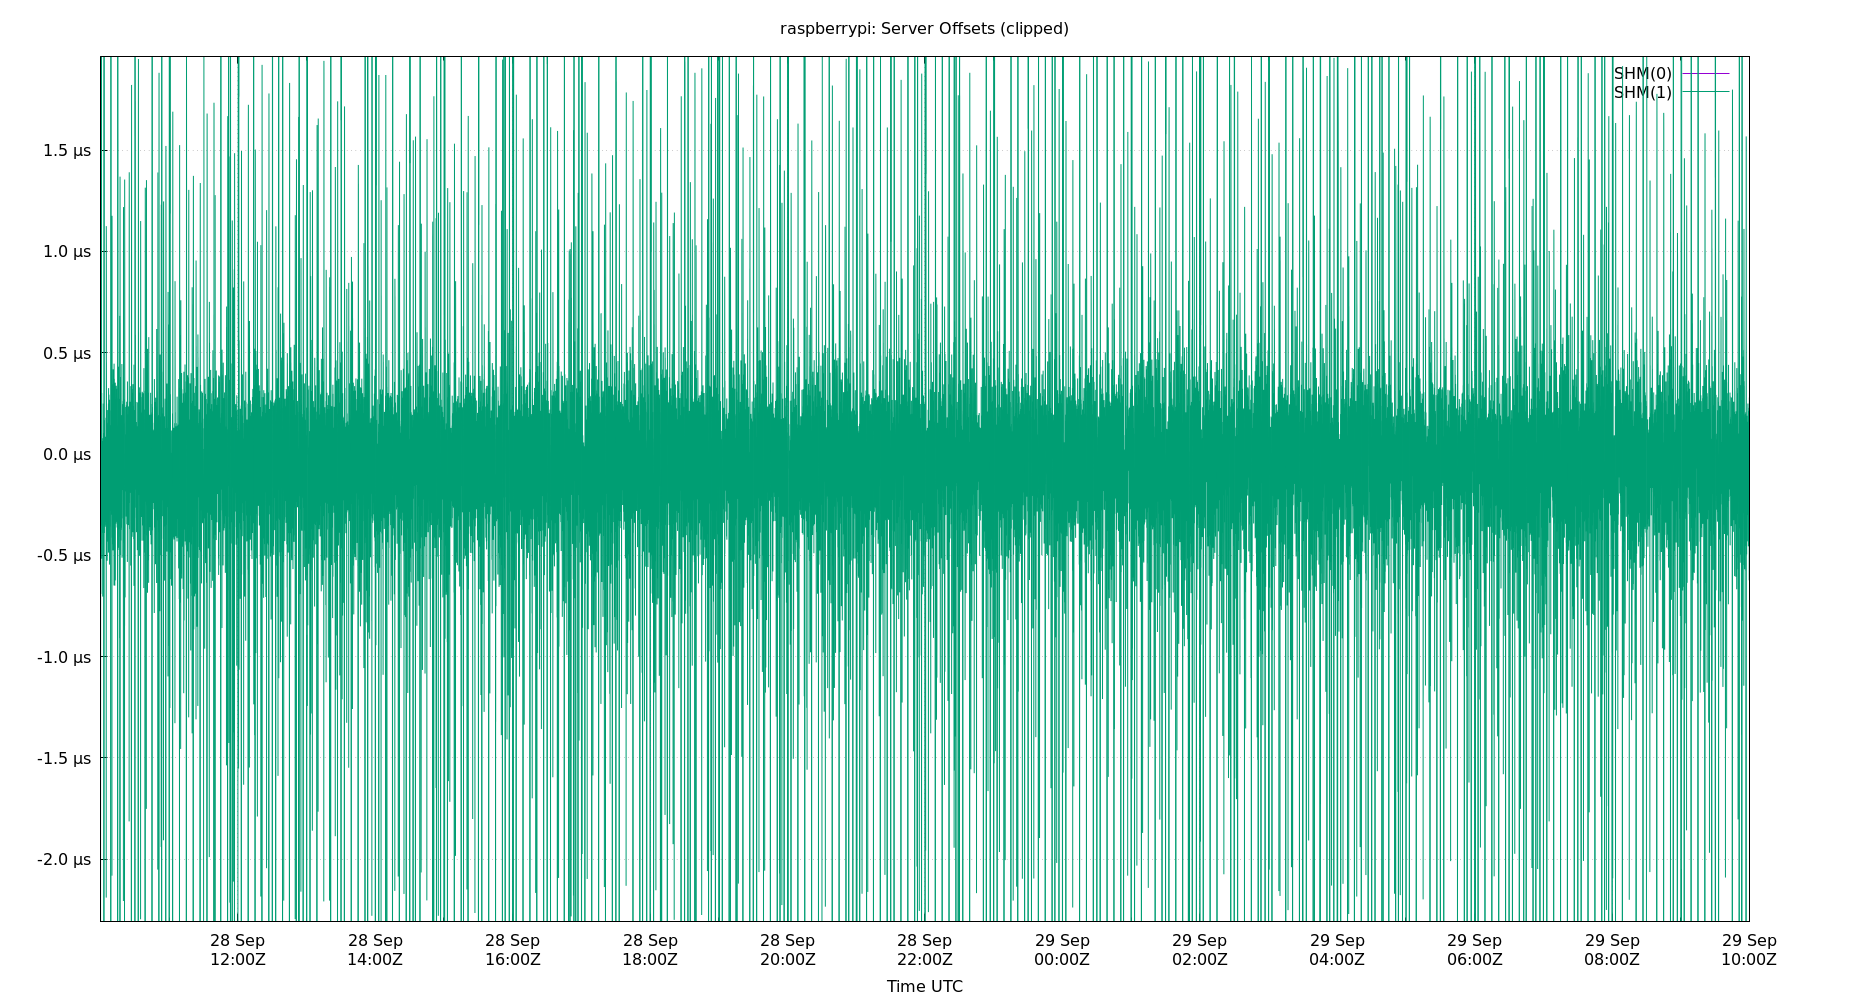 raspberrypi: Server Offsets (clipped)
SHM(0)
SHM(1)
1.5 µs
1.0 µs
0.5 µs
0.0 µs
-0.5 µs
-1.0 µs
-1.5 µs
-2.0 µs
28 Sep 28 Sep 28 Sep 28 Sep 28 Sep 28 Sep 29 Sep 29 Sep 29 Sep 29 Sep 29 Sep 29 Sep
12:00Z 14:00Z 16:00Z 18:00Z 20:00Z 22:00Z 00:00Z 02:00Z 04:00Z 06:00Z 08:00Z 10:00Z
Time UTC